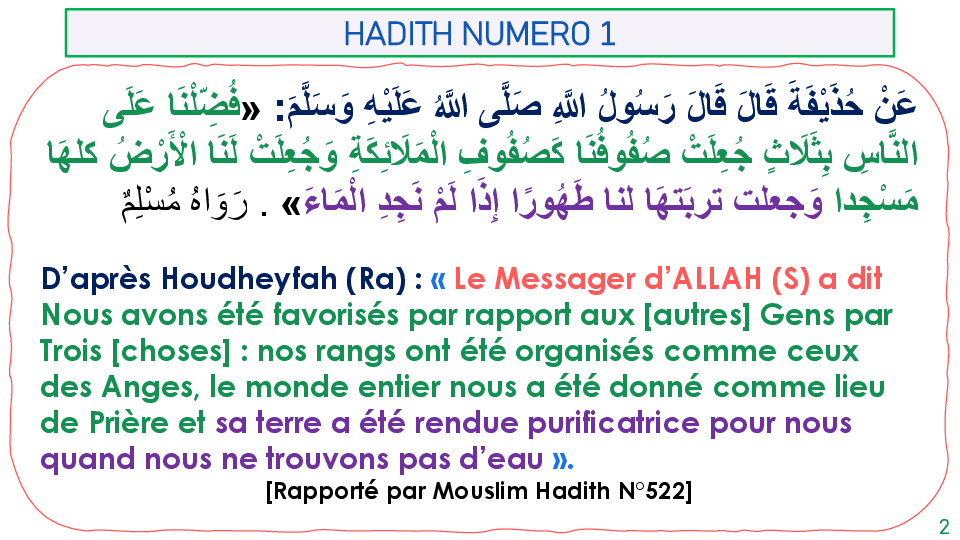 HADITH NUMERO 1
عَنْ حُذَيْفَةَ قَالَ قَالَ رَسُولُ اللَّهِ صَلَّى اللَّهُ عَلَيْهِ وَسَلَّمَ: «فُضِّلْنَا عَلَى
النَّاسِ بِثَلَاثٍ جُعِلَتْ صُفُوفُنَا كَصُفُوفِ الْمَلَائِكَةِ وَجُعِلَتْ لَنَا الْأَرْضُ كلهَا
مَسْجِدا وَجعلت تربَتهَا لنا طَهُورًا إِذَا لَمْ نَجِدِ الْمَاءَ» . رَوَاهُ مُسْلِمٌ
D’après Houdheyfah (Ra) : « Le Messager d’ALLAH (S) a dit
Nous avons été favorisés par rapport aux [autres] Gens par
Trois [choses] : nos rangs ont été organisés comme ceux
des Anges, le monde entier nous a été donné comme lieu
de Prière et sa terre a été rendue purificatrice pour nous
quand nous ne trouvons pas d’eau ».
[Rapporté par Mouslim Hadith N°522]
2